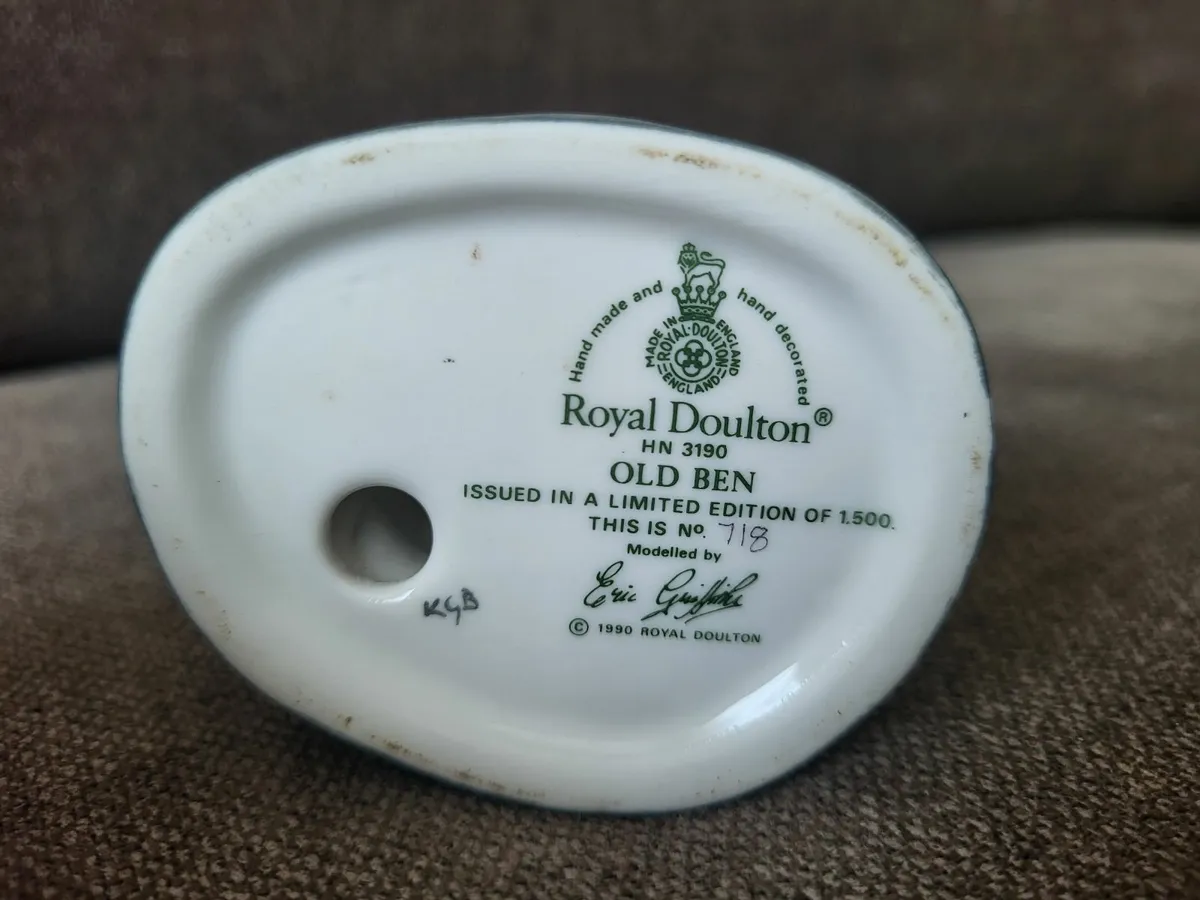 Hand made and hand decorated
MADE IN ENGLAND
ROYAL·DOULTON
ENGLAND
Royal Doulton®
HN 3190
OLD BEN
ISSUED IN A LIMITED EDITION OF 1.500.
THIS IS Nº. 718
Modelled by
Eric Griffiths
© 1990 ROYAL DOULTON
KGB